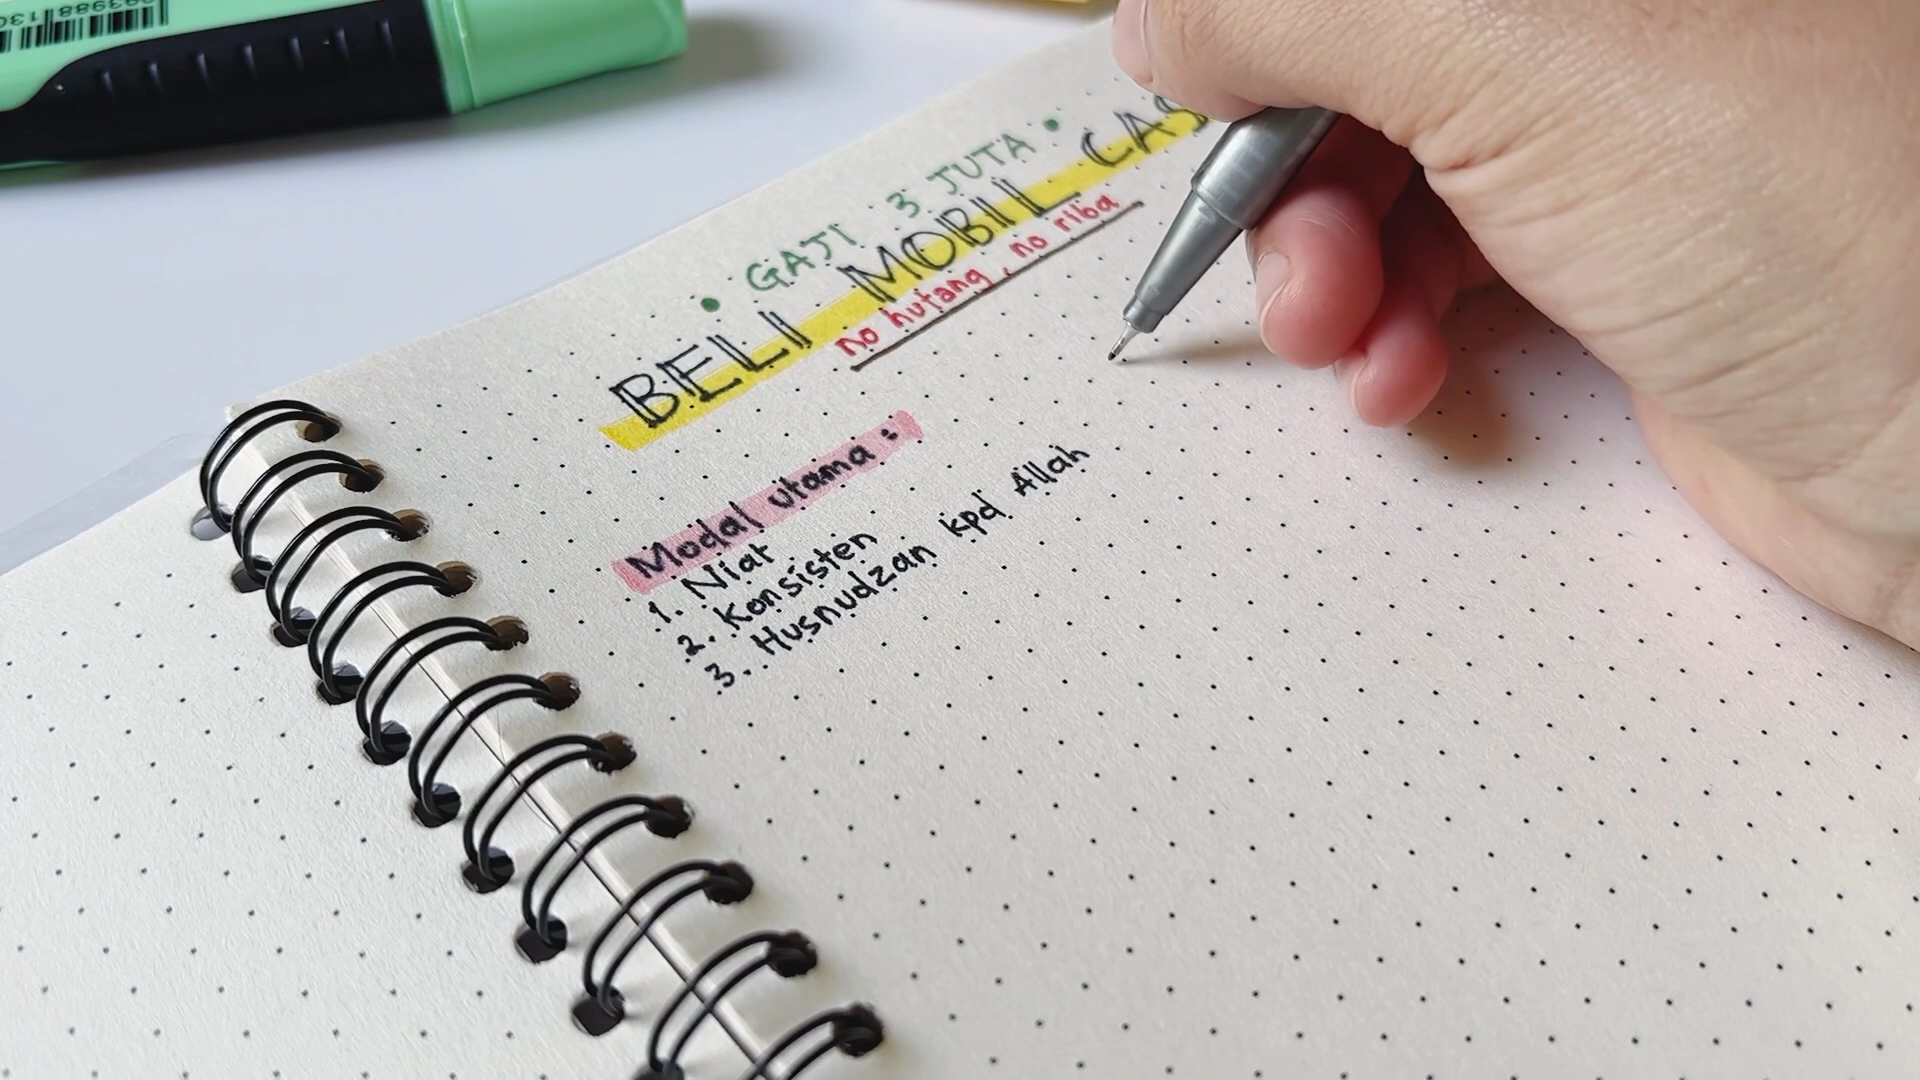 • GAJI 3 JUTA •
BELI MOBIL CAS
no hutang, no riba
Modal utama :
1. Niat
2. Konsisten
3. Husnudzan kpd Allah